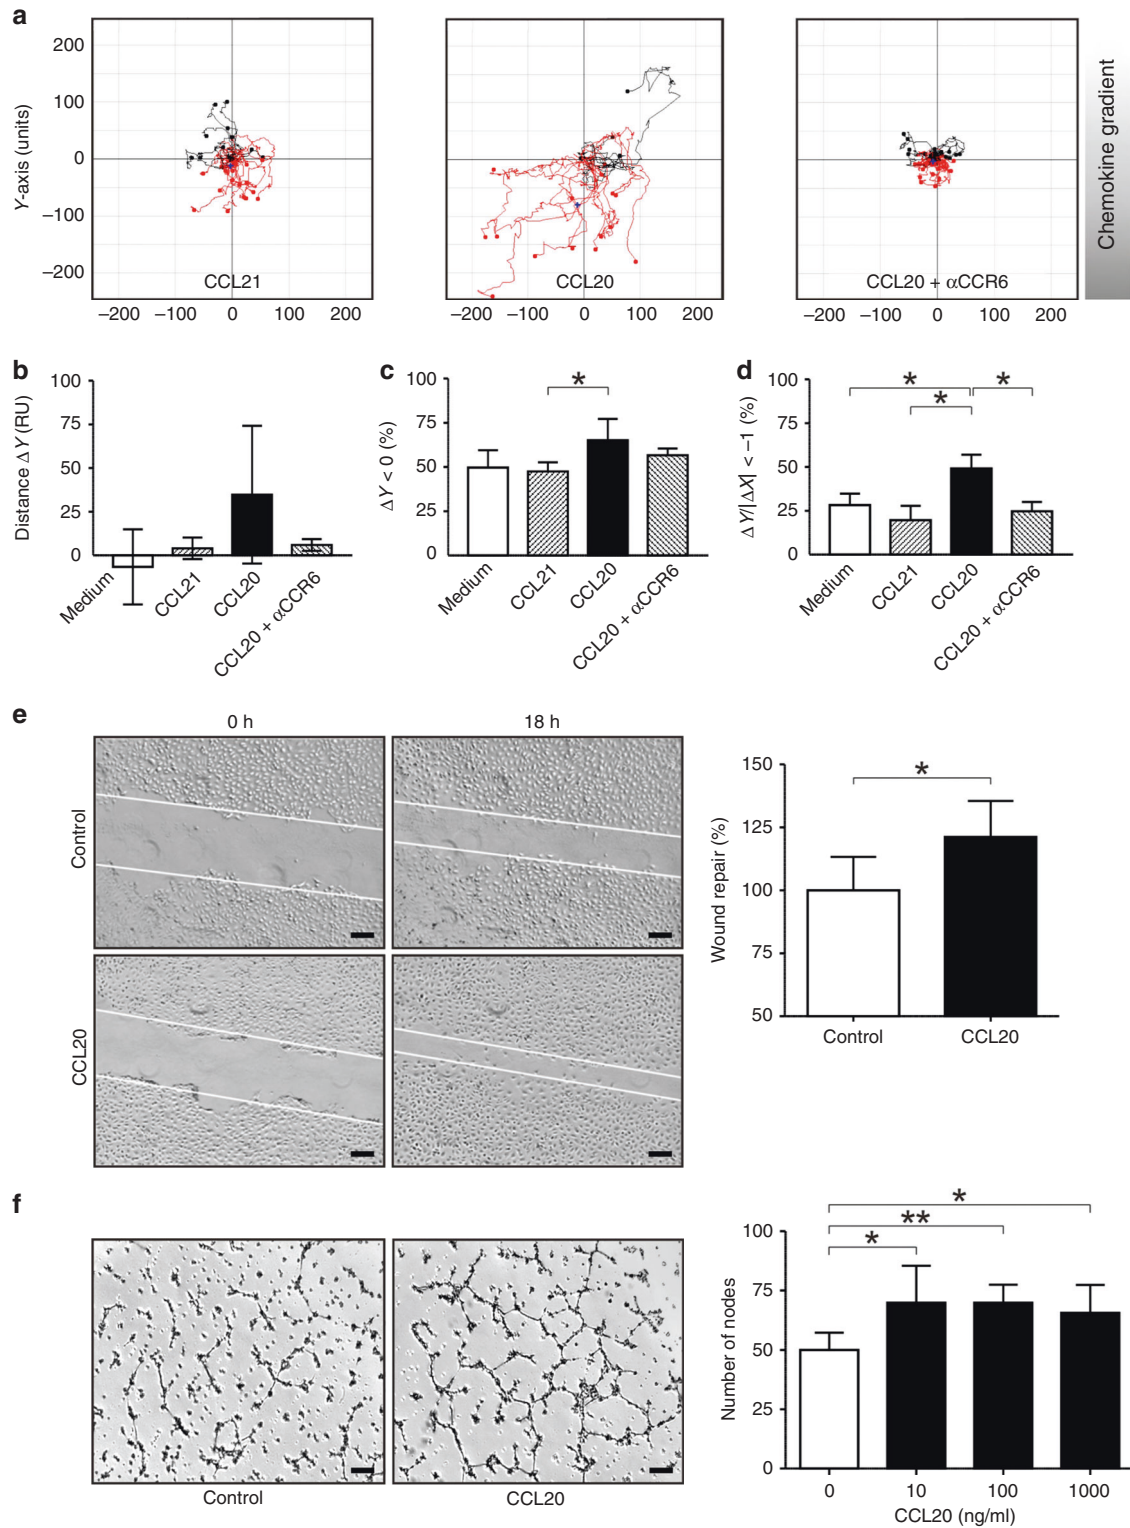 a
Y-axis (units)
200
100
0
−100
−200
CCL21
CCL20
CCL20 + αCCR6
−200 −100 0 100 200
−200 −100 0 100 200
−200 −100 0 100 200
Chemokine gradient
b
Distance ΔY (RU)
100
75
50
25
0
Medium
CCL21
CCL20
CCL20 + αCCR6
c
ΔY < 0 (%)
100
50
0
*
Medium
CCL21
CCL20
CCL20 + αCCR6
d
ΔY/|ΔX| < −1 (%)
100
50
0
* *
*
Medium
CCL21
CCL20
CCL20 + αCCR6
e
0 h
18 h
Control
CCL20
Wound repair (%)
150
125
100
75
50
*
Control
CCL20
f
Control
CCL20
Number of nodes
100
75
50
25
0
*
**
*
0 10 100 1000
CCL20 (ng/ml)